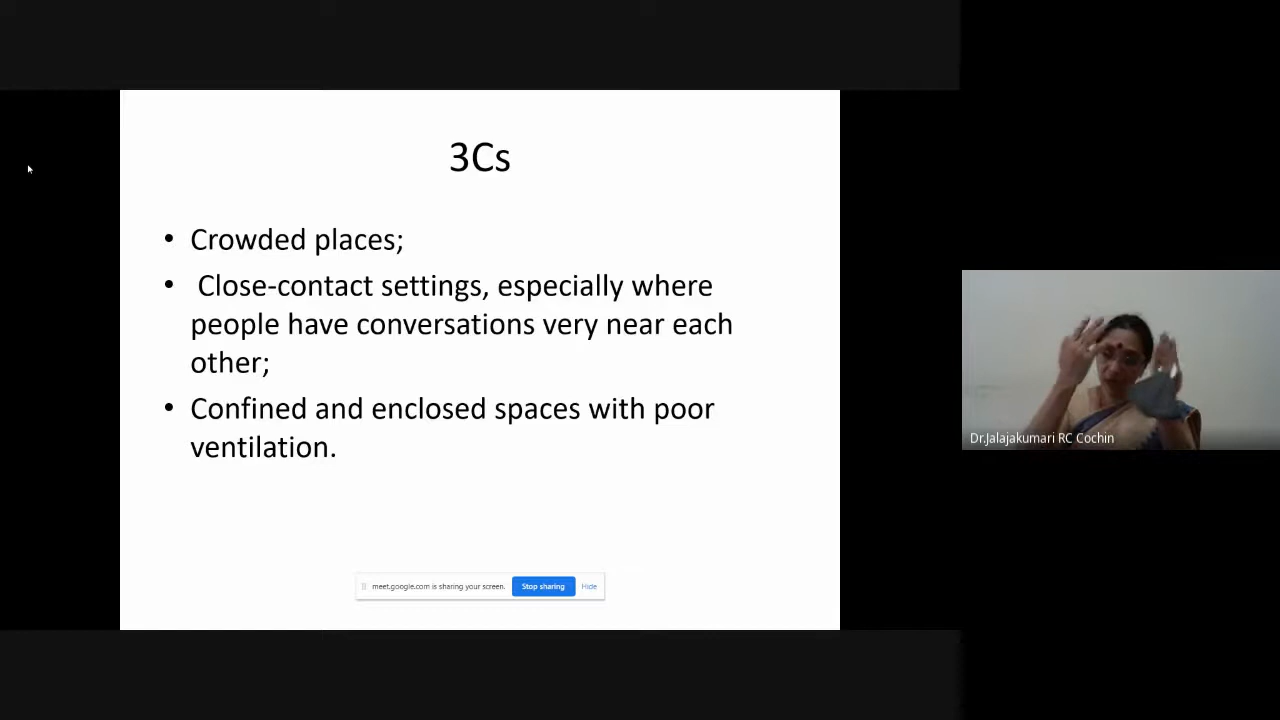 3Cs
• Crowded places;
• Close-contact settings, especially where
people have conversations very near each
other;
• Confined and enclosed spaces with poor
ventilation.
meet.google.com is sharing your screen. Stop sharing Hide
Dr.Jalajakumari RC Cochin